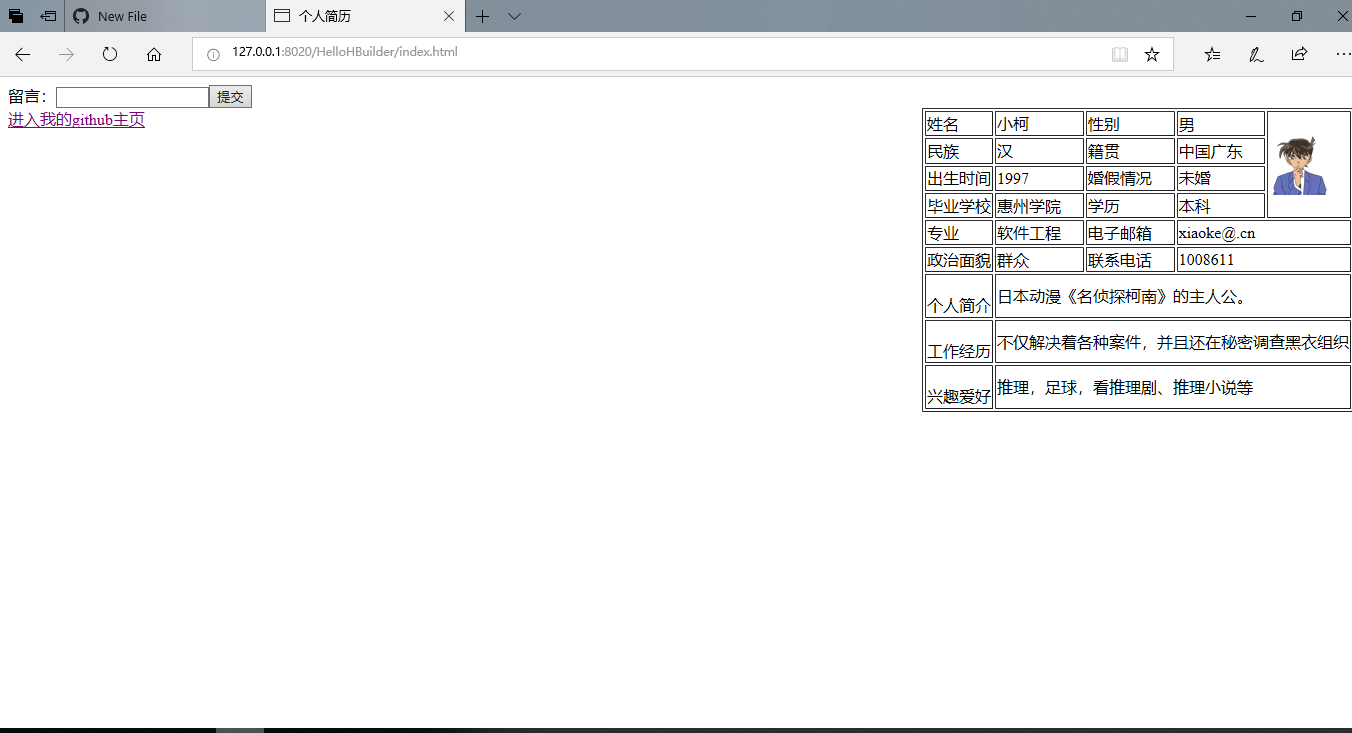 New File
个人简历
127.0.0.1:8020/HelloHBuilder/index.html
留言：
提交
进入我的github主页
姓名 小柯 性别 男
民族 汉 籍贯 中国广东
出生时间 1997 婚假情况 未婚
毕业学校 惠州学院 学历 本科
专业 软件工程 电子邮箱 xiaoke@.cn
政治面貌 群众 联系电话 1008611
个人简介 日本动漫《名侦探柯南》的主人公。
工作经历 不仅解决着各种案件，并且还在秘密调查黑衣组织
兴趣爱好 推理，足球，看推理剧、推理小说等